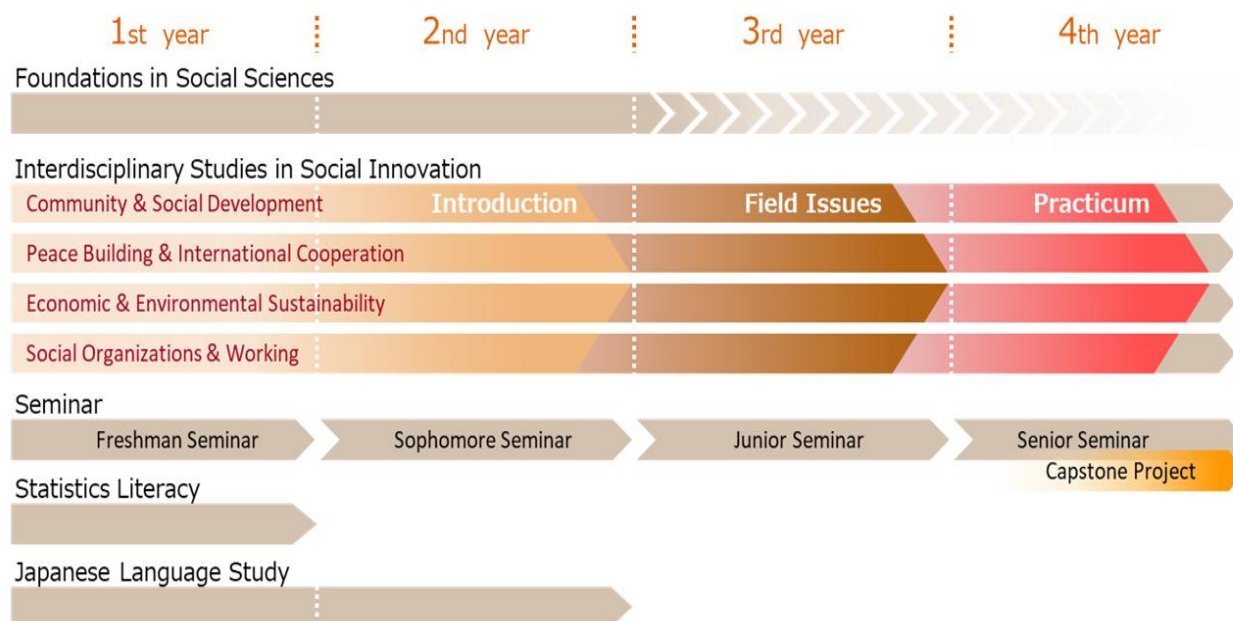 1st year 2nd year 3rd year 4th year
Foundations in Social Sciences
Interdisciplinary Studies in Social Innovation
Community & Social Development Introduction Field Issues Practicum
Peace Building & International Cooperation
Economic & Environmental Sustainability
Social Organizations & Working
Seminar
Freshman Seminar Sophomore Seminar Junior Seminar Senior Seminar
Capstone Project
Statistics Literacy
Japanese Language Study